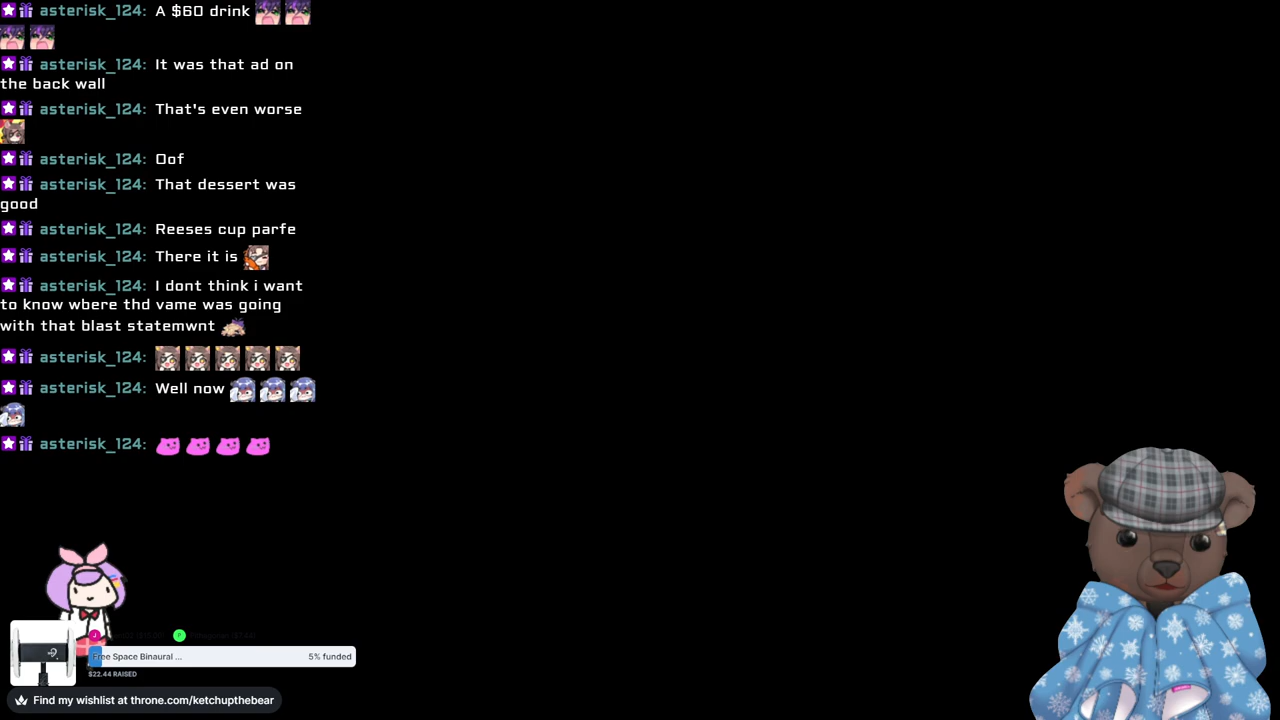 asterisk_124: A $60 drink
asterisk_124: It was that ad on
the back wall
asterisk_124: That's even worse
asterisk_124: Oof
asterisk_124: That dessert was
good
asterisk_124: Reeses cup parfe
asterisk_124: There it is
asterisk_124: I dont think i want
to know wbere thd vame was going
with that blast statemwnt
asterisk_124:
asterisk_124: Well now
asterisk_124:
Free Space Binaural ... 5% funded
$22.44 RAISED
Find my wishlist at throne.com/ketchupthebear